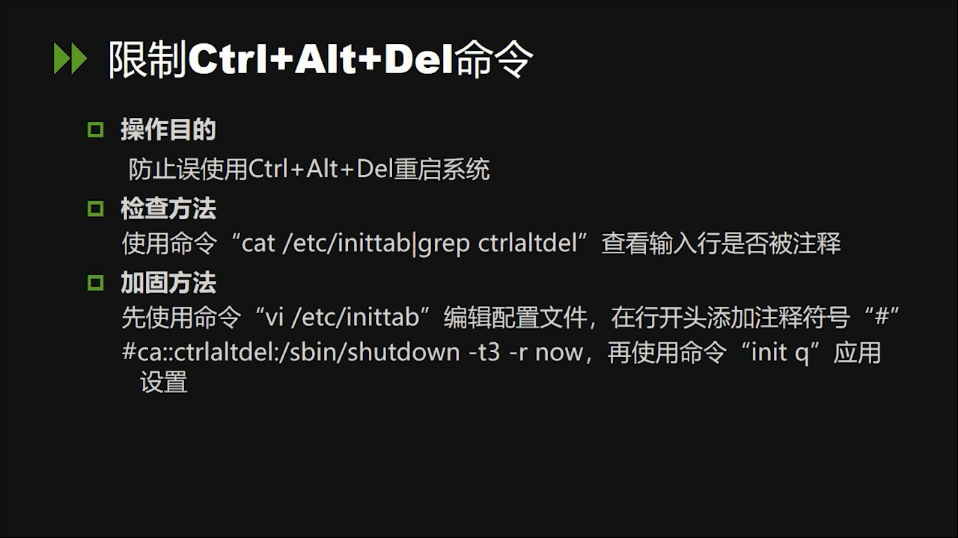 限制Ctrl+Alt+Del命令
操作目的
防止误使用Ctrl+Alt+Del重启系统
检查方法
使用命令“cat /etc/inittab|grep ctrlaltdel”查看输入行是否被注释
加固方法
先使用命令“vi /etc/inittab”编辑配置文件，在行开头添加注释符号“#”
#ca::ctrlaltdel:/sbin/shutdown -t3 -r now，再使用命令“init q”应用
设置